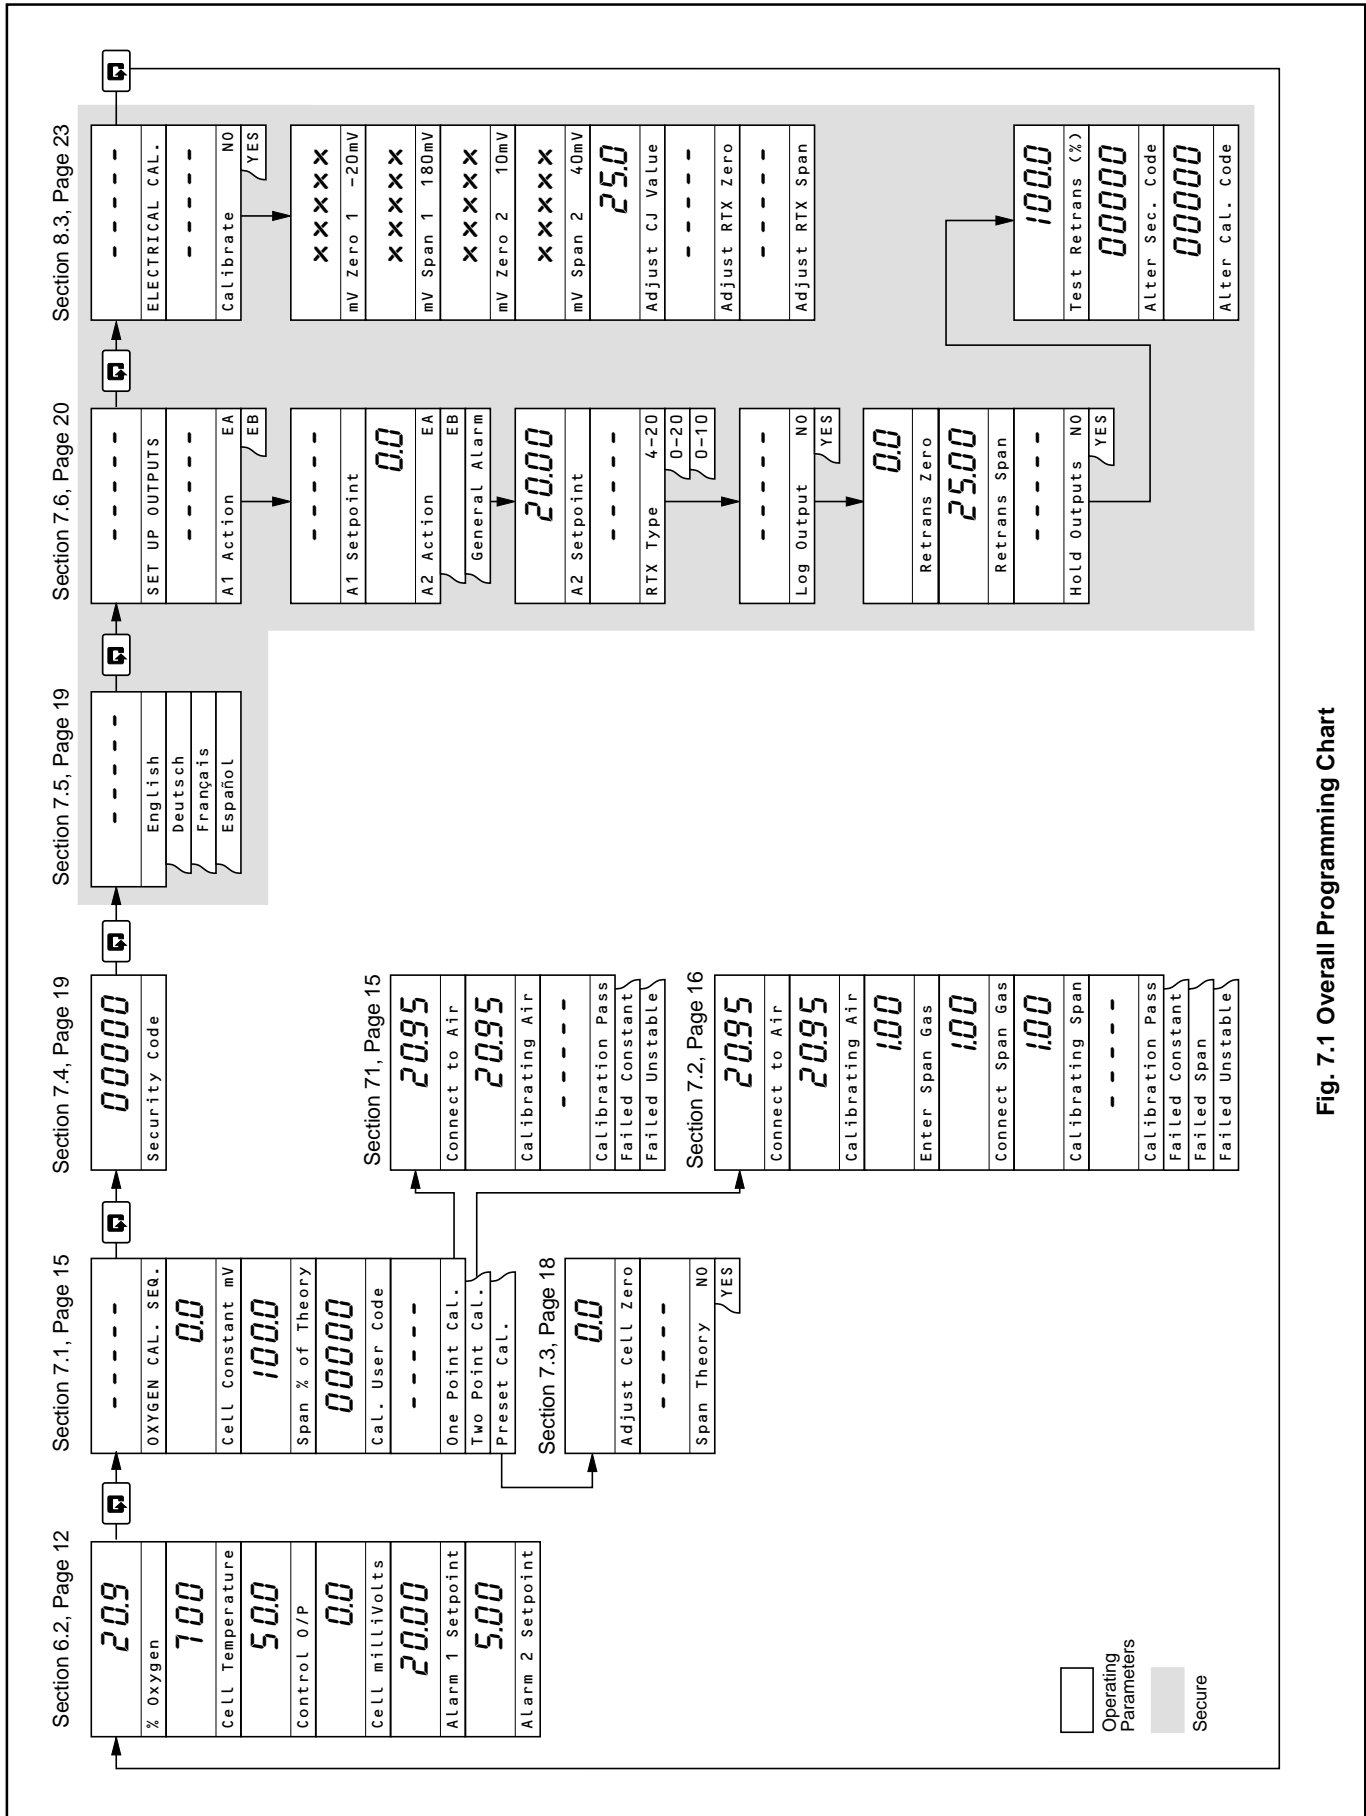 Section 6.2, Page 12
20.9
% Oxygen
700
Cell Temperature
50.0
Control O/P
0.0
Cell milliVolts
20.00
Alarm 1 Setpoint
5.00
Alarm 2 Setpoint
Section 7.1, Page 15
- - - - -
OXYGEN CAL. SEQ.
0.0
Cell Constant mV
100.0
Span % of Theory
00000
Cal. User Code
- - - - -
One Point Cal.
Two Point Cal.
Preset Cal.
Section 7.3, Page 18
0.0
Adjust Cell Zero
- - - - -
Span Theory NO
YES
Section 7.4, Page 19
00000
Security Code
Section 71, Page 15
20.95
Connect to Air
20.95
Calibrating Air
- - - - -
Calibration Pass
Failed Constant
Failed Unstable
Section 7.2, Page 16
20.95
Connect to Air
20.95
Calibrating Air
1.00
Enter Span Gas
1.00
Connect Span Gas
1.00
Calibrating Span
- - - - -
Calibration Pass
Failed Constant
Failed Span
Failed Unstable
Section 7.5, Page 19
- - - - -
English
Deutsch
Français
Español
Section 7.6, Page 20
- - - - -
SET UP OUTPUTS
- - - - -
A1 Action EA
EB
- - - - -
A1 Setpoint
0.0
A2 Action EA
EB
General Alarm
20.00
A2 Setpoint
- - - - -
RTX Type 4-20
0-20
0-10
- - - - -
Log Output NO
YES
0.0
Retrans Zero
25.00
Retrans Span
- - - - -
Hold Outputs NO
YES
Section 8.3, Page 23
- - - - -
ELECTRICAL CAL.
- - - - -
Calibrate NO
YES
xxxxx
mV Zero 1 -20mV
xxxxx
mV Span 1 180mV
xxxxx
mV Zero 2 10mV
xxxxx
mV Span 2 40mV
25.0
Adjust CJ Value
- - - - -
Adjust RTX Zero
- - - - -
Adjust RTX Span
100.0
Test Retrans (%)
00000
Alter Sec. Code
00000
Alter Cal. Code
Operating
Parameters
Secure
Fig. 7.1 Overall Programming Chart